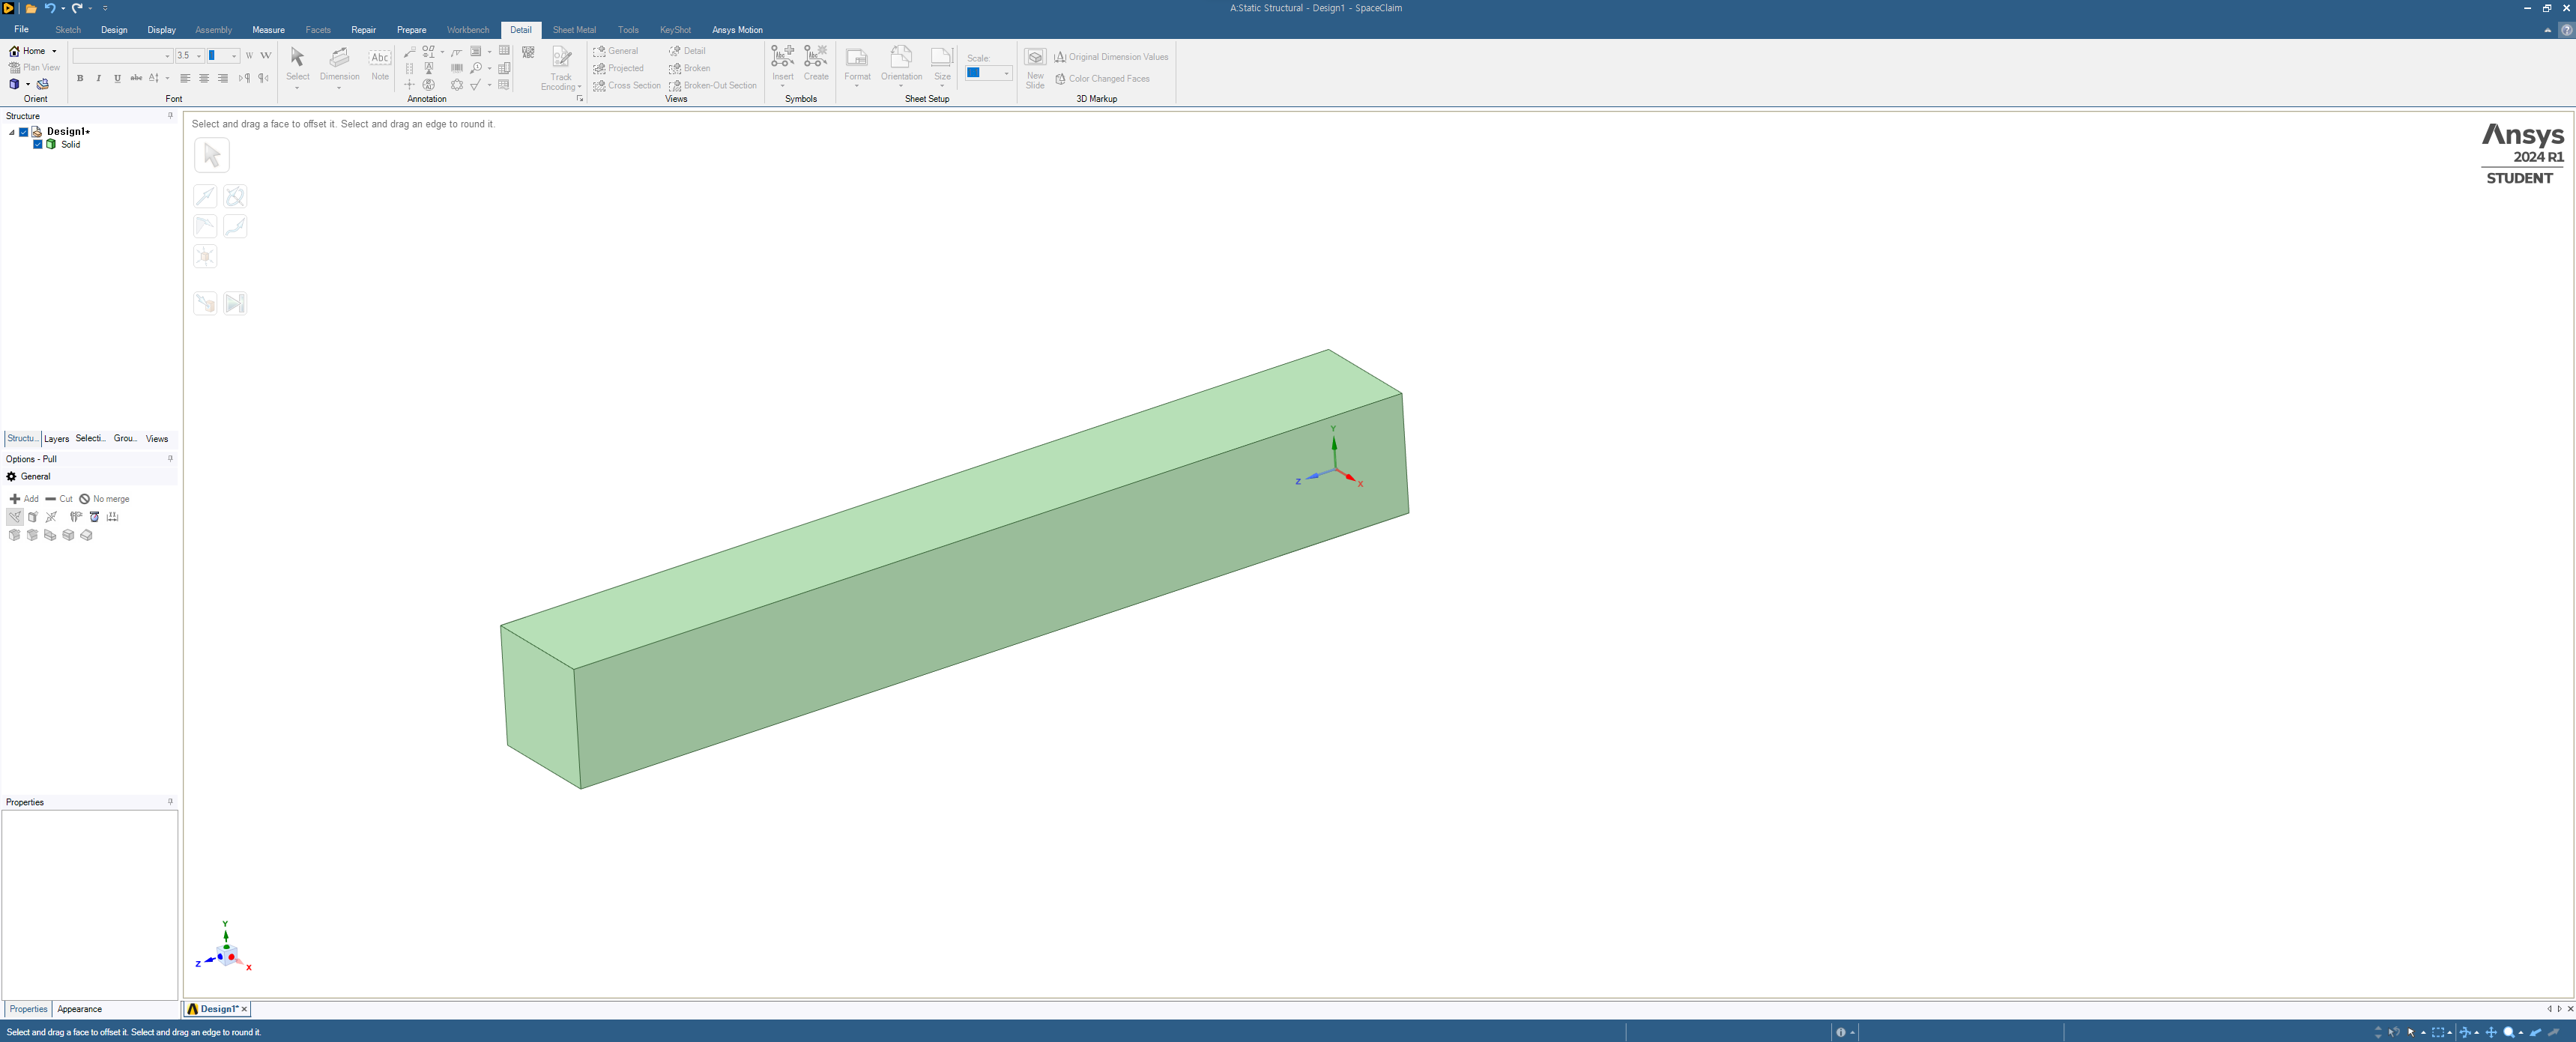 A:Static Structural - Design1 - SpaceClaim
File Sketch Design Display Assembly Measure Facets Repair Prepare Workbench Detail Sheet Metal Tools KeyShot Ansys Motion
Home
Plan View
Orient
3.5
B I U abc
Font
Select
Dimension
Abc
Note
Annotation
Track
Encoding
General
Projected
Cross Section
Detail
Broken
Broken-Out Section
Views
Insert
Create
Symbols
Format
Orientation
Size
Scale:
Sheet Setup
New
Slide
Original Dimension Values
Color Changed Faces
3D Markup
Structure
Design1*
Solid
Structu... Layers Selecti... Grou... Views
Options - Pull
General
Add Cut No merge
Properties
Properties Appearance
Select and drag a face to offset it. Select and drag an edge to round it.
Ansys
2024 R1
STUDENT
Y
Z
X
Y
Z
X
Design1*
Select and drag a face to offset it. Select and drag an edge to round it.